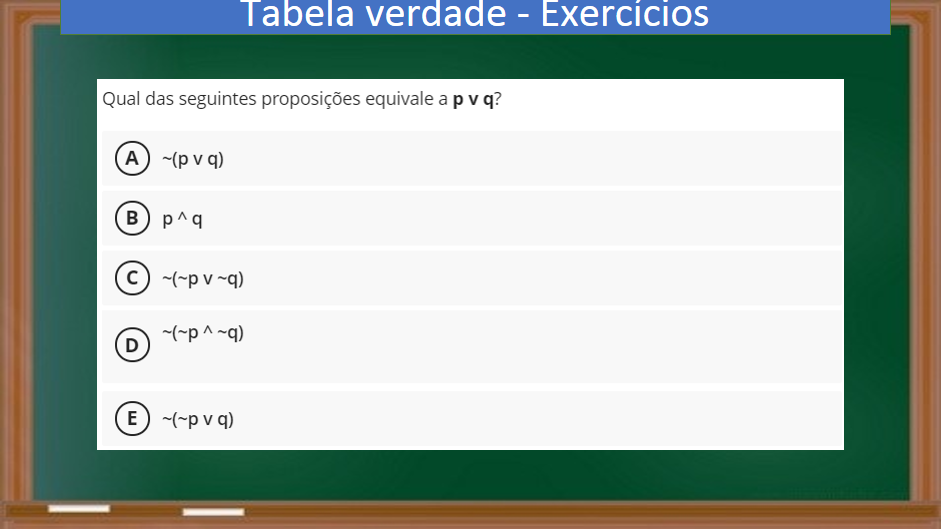 Tabela verdade - Exercícios
Qual das seguintes proposições equivale a p v q?
A ~(p v q)
B p ^ q
C ~(~p v ~q)
D ~(~p ^ ~q)
E ~(~p v q)